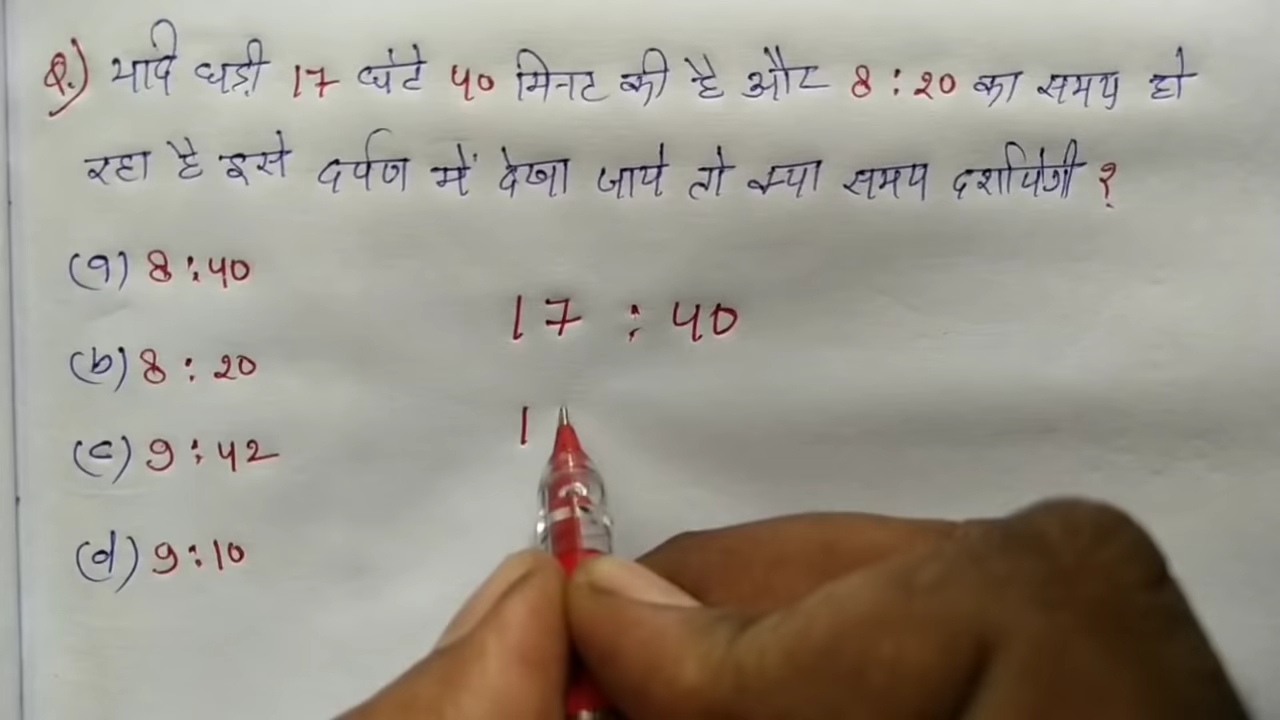 Q.) यदि घड़ी 17 घंटे 40 मिनट की है और 8:20 का समय हो
रहा है इसे दर्पण में देखा जाये तो क्या समय दर्शायेगी ?
(a) 8:40
(b) 8:20
(c) 9:42
(d) 9:10
17 : 40
1